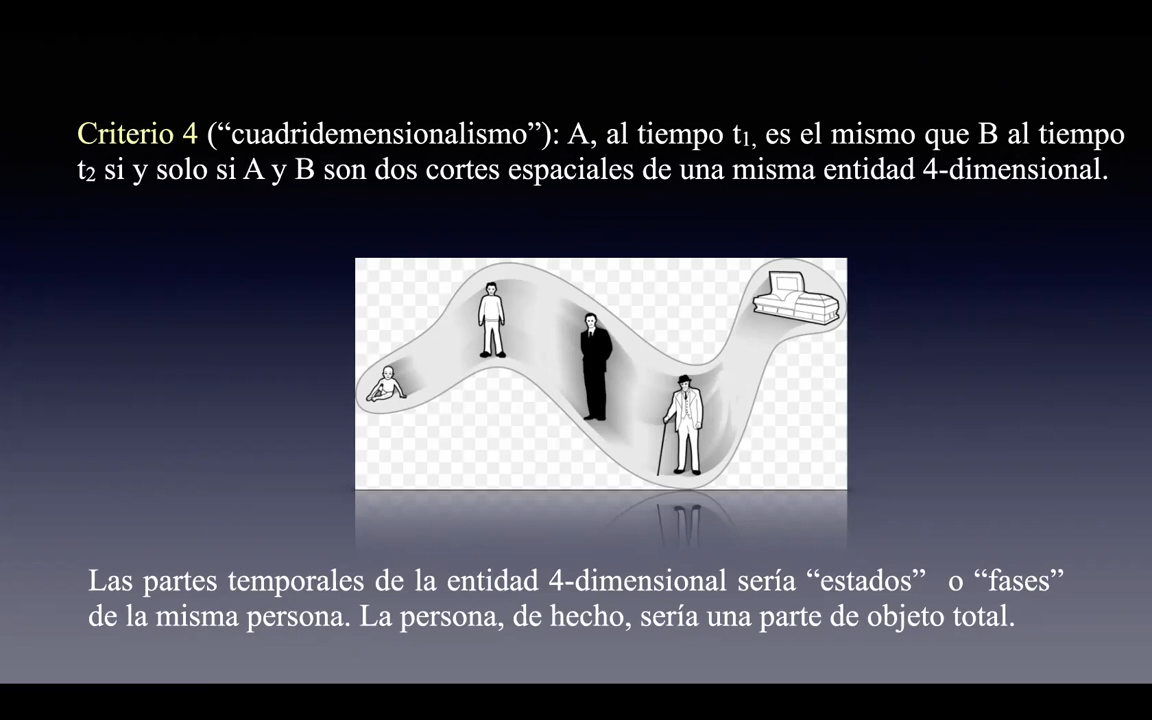 Criterio 4 (“cuadridemensionalismo”): A, al tiempo t₁, es el mismo que B al tiempo
t₂ si y solo si A y B son dos cortes espaciales de una misma entidad 4-dimensional.
Las partes temporales de la entidad 4-dimensional sería “estados” o “fases”
de la misma persona. La persona, de hecho, sería una parte de objeto total.